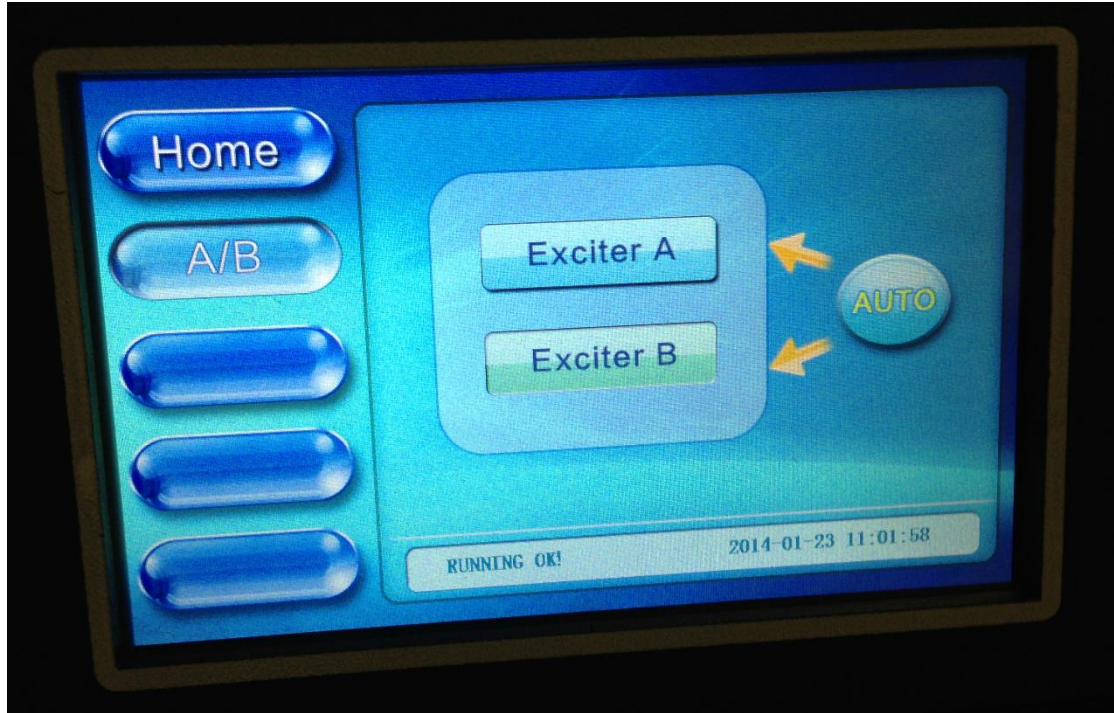 Home
A/B
Exciter A
Exciter B
AUTO
RUNNING OK!
2014-01-23 11:01:58